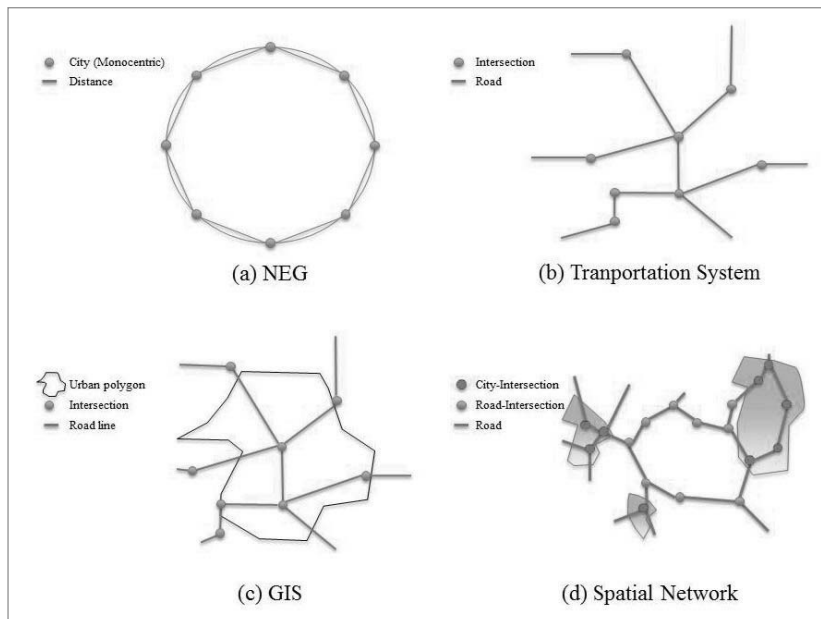 City (Monocentric)
Distance
(a) NEG
Intersection
Road
(b) Tranportation System
Urban polygon
Intersection
Road line
(c) GIS
City-Intersection
Road-Intersection
Road
(d) Spatial Network